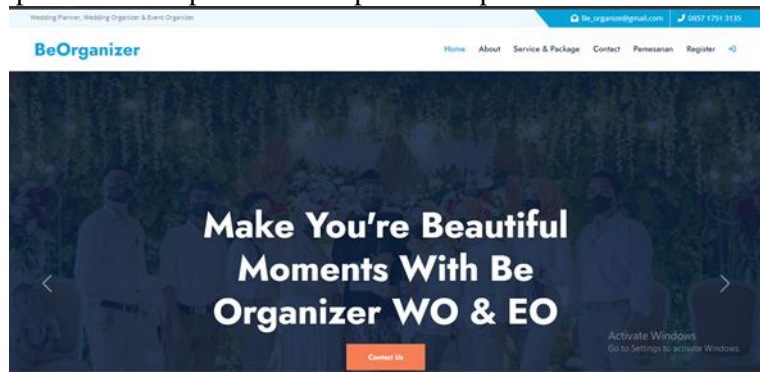 Wedding Planner, Wedding Organizer & Event Organizer
Be_organize@gmail.com 0857 1751 3135
BeOrganizer
Home About Service & Package Contact Pemesanan Register
Make You're Beautiful
Moments With Be
Organizer WO & EO
Contact Us
Activate Windows
Go to Settings to activate Windows.